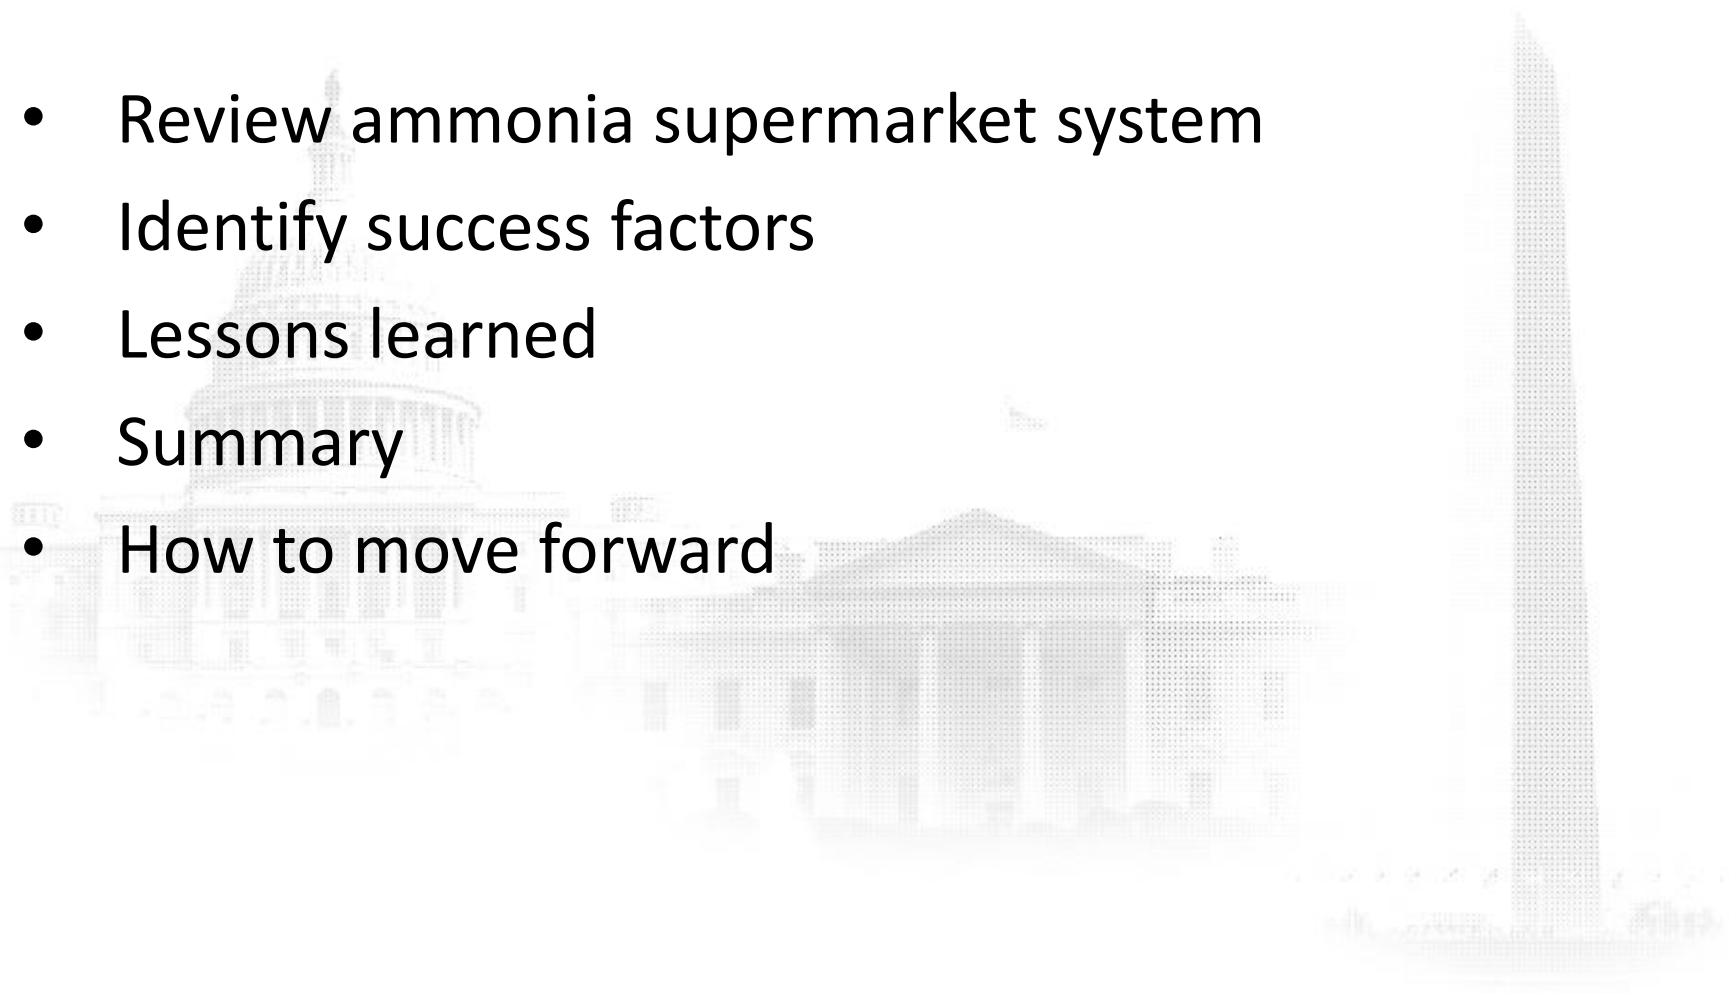 • Review ammonia supermarket system
• Identify success factors
• Lessons learned
• Summary
• How to move forward